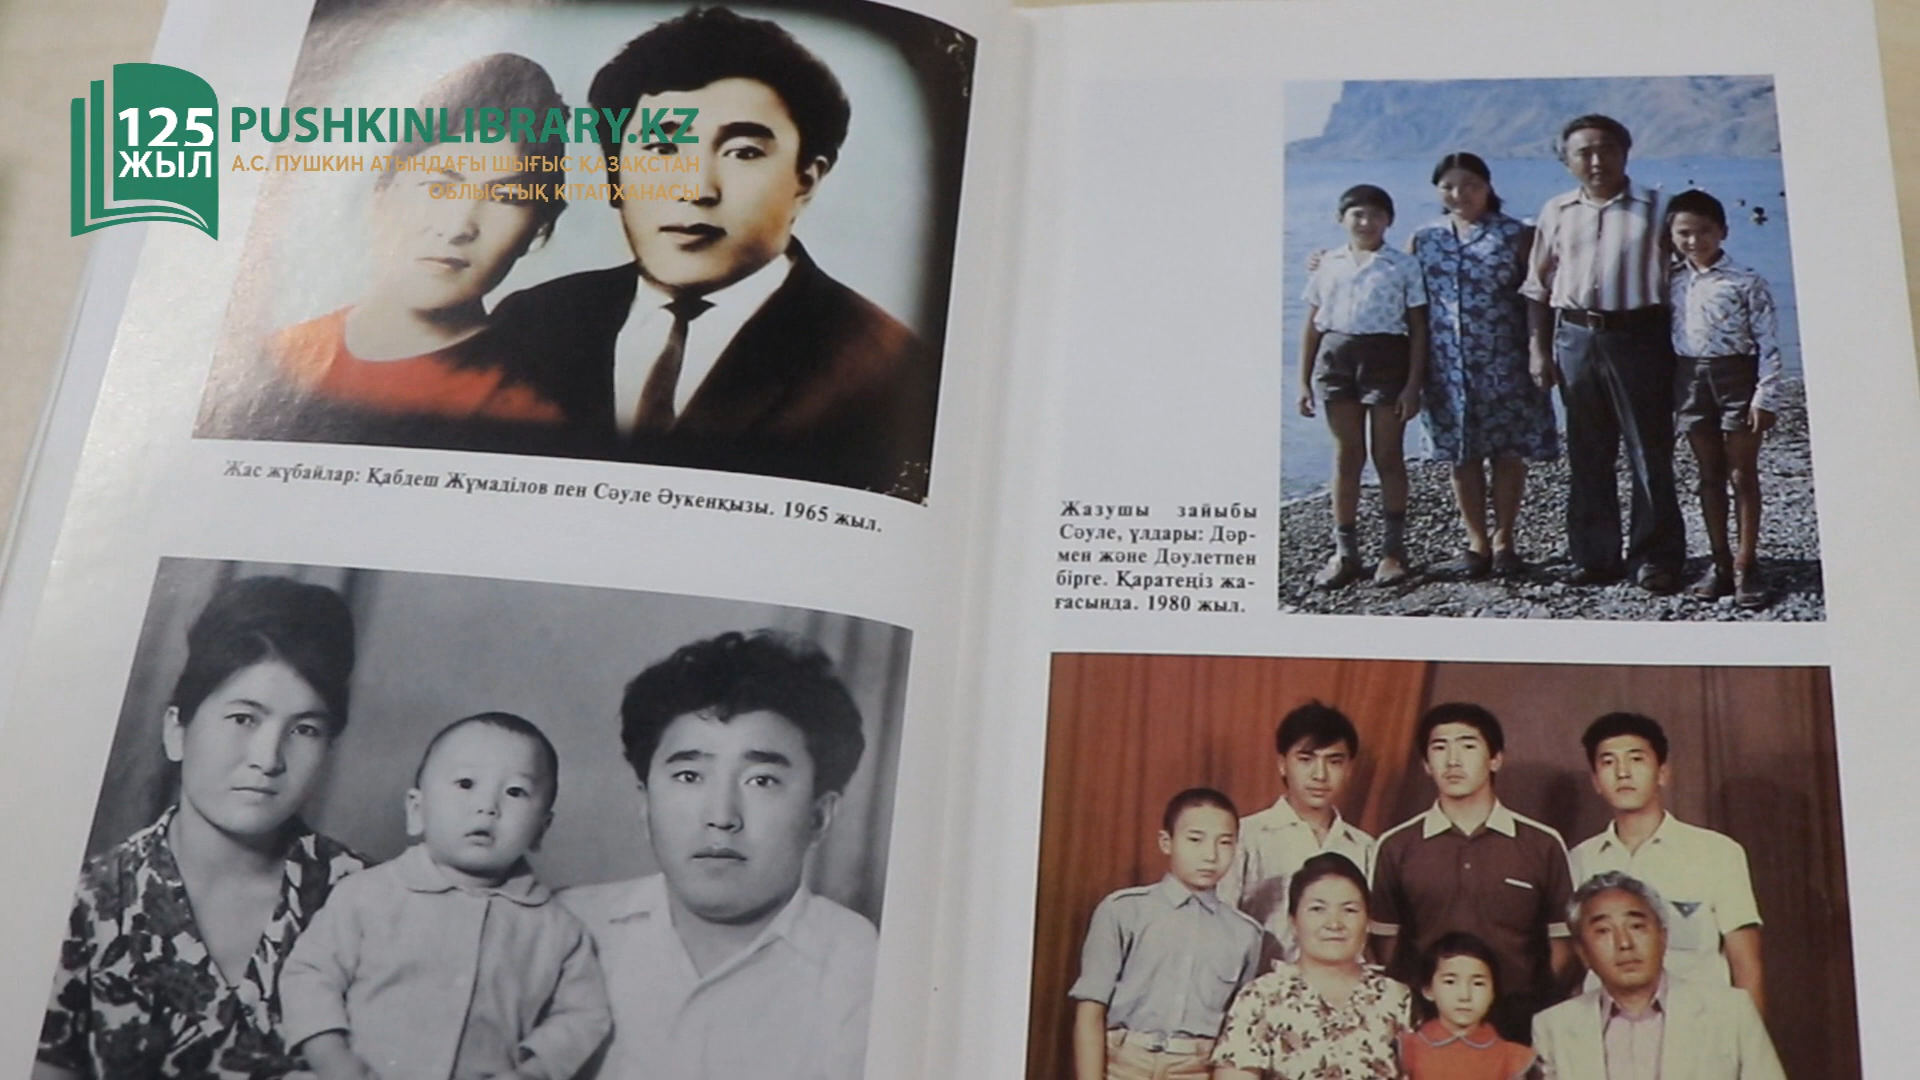 125
ЖЫЛ
PUSHKINLIBRARY.KZ
А.С. ПУШКИН АТЫНДАҒЫ ШЫҒЫС ҚАЗАҚСТАН
ОБЛЫСТЫҚ КІТАПХАНАСЫ
Жас жұбайлар: Қабдеш Жұмаділов пен Сәуле Әукенқызы. 1965 жыл.
Жазушы зайыбы
Сәуле, ұлдары: Дәр-
мен және Дәулетпен
бірге. Қаратеңіз жа-
ғасында. 1980 жыл.